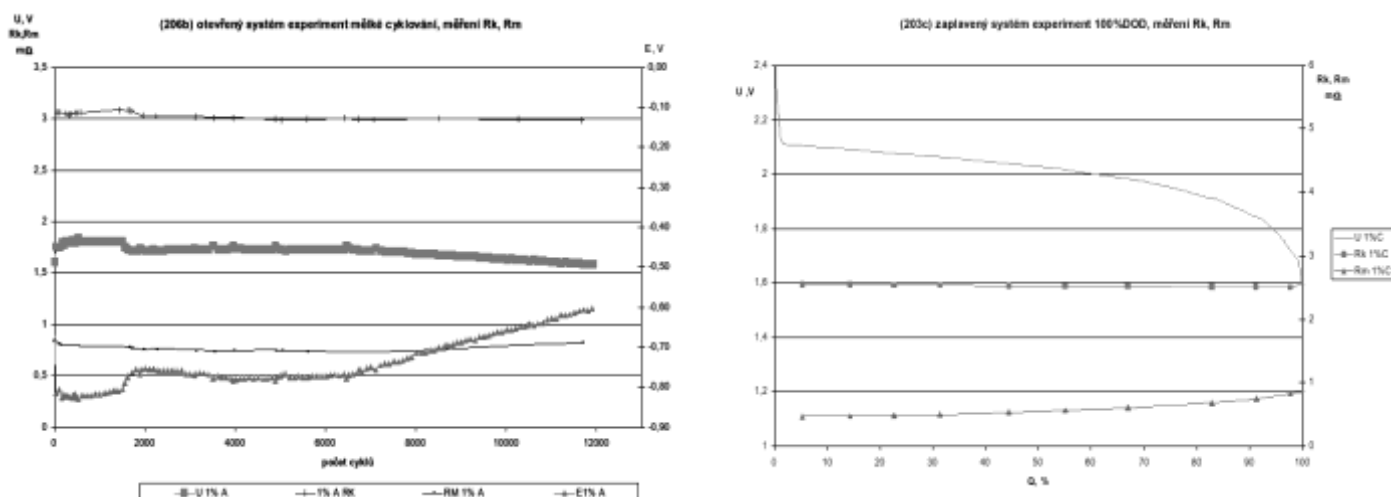 (206b) otevřený systém experiment mělké cyklování, měření Rk, Rm
U, V
Rk,Rm
mΩ
E, V
3,5
3
2,5
2
1,5
1
0,5
0
0,00
-0,10
-0,20
-0,30
-0,40
-0,50
-0,60
-0,70
-0,80
-0,90
0 2000 4000 6000 8000 10000 12000
počet cyklů
U 1% A 1% A RK RM 1% A E1% A
(203c) zaplavený systém experiment 100%DOD, měření Rk, Rm
U ,V
Rk, Rm
mΩ
2,4
2,2
2
1,8
1,6
1,4
1,2
1
6
5
4
3
2
1
0
0 10 20 30 40 50 60 70 80 90 100
Q, %
U 1%C
Rk 1%C
Rm 1%C